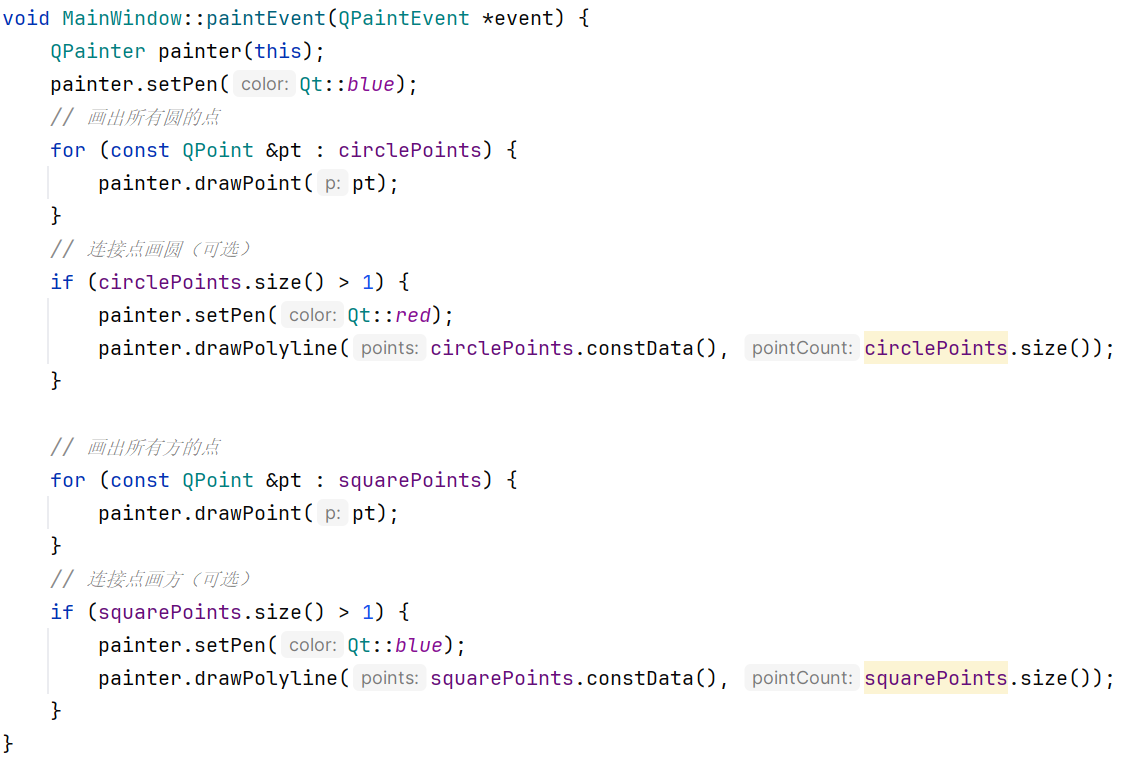 void MainWindow::paintEvent(QPaintEvent *event) {
    QPainter painter(this);
    painter.setPen( color: Qt::blue);
    // 画出所有圆的点
    for (const QPoint &pt : circlePoints) {
        painter.drawPoint( p: pt);
    }
    // 连接点画圆（可选）
    if (circlePoints.size() > 1) {
        painter.setPen( color: Qt::red);
        painter.drawPolyline( points: circlePoints.constData(), pointCount: circlePoints.size());
    }

    // 画出所有方的点
    for (const QPoint &pt : squarePoints) {
        painter.drawPoint( p: pt);
    }
    // 连接点画方（可选）
    if (squarePoints.size() > 1) {
        painter.setPen( color: Qt::blue);
        painter.drawPolyline( points: squarePoints.constData(), pointCount: squarePoints.size());
    }
}